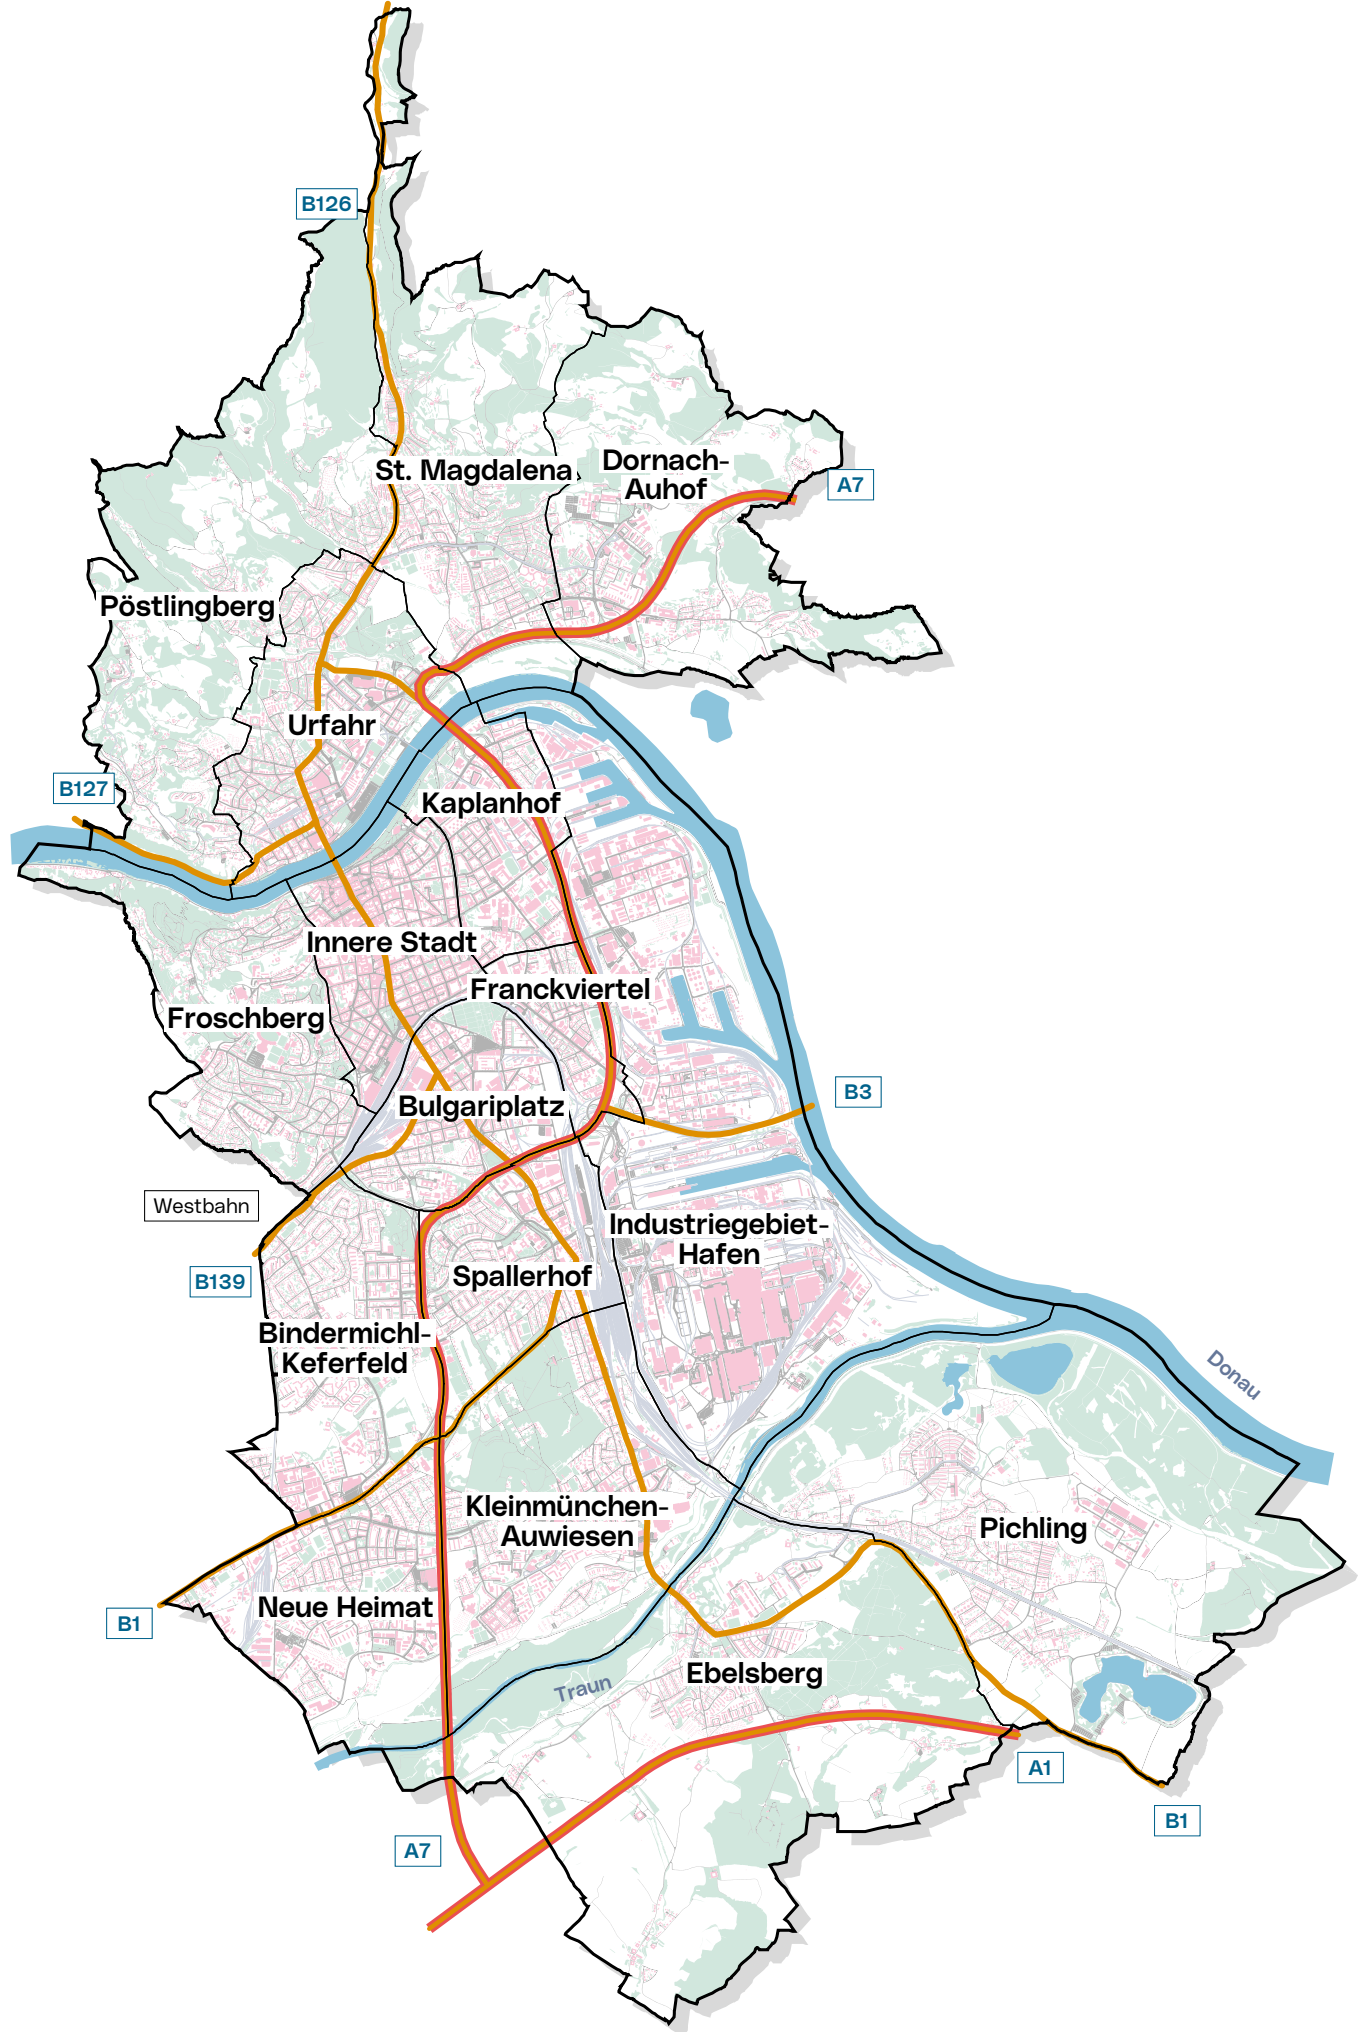 B126
St. Magdalena
Dornach-
Auhof
A7
Pöstlingberg
Urfahr
B127
Kaplanhof
Innere Stadt
Franckviertel
Froschberg
B3
Bulgariplatz
Westbahn
Industriegebiet-
Hafen
B139
Spallerhof
Bindermichl-
Keferfeld
Donau
Kleinmünchen-
Auwiesen
Pichling
Neue Heimat
B1
Ebelsberg
Traun
A1
B1
A7